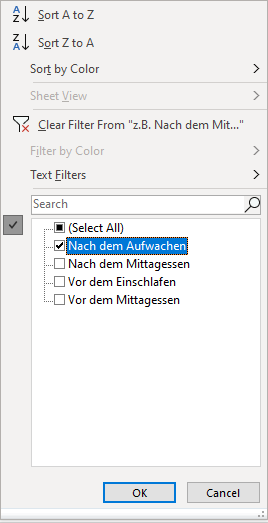 Sort A to Z
Sort Z to A
Sort by Color
Sheet View
Clear Filter From "z.B. Nach dem Mit..."
Filter by Color
Text Filters
Search
(Select All)
Nach dem Aufwachen
Nach dem Mittagessen
Vor dem Einschlafen
Vor dem Mittagessen
OK Cancel